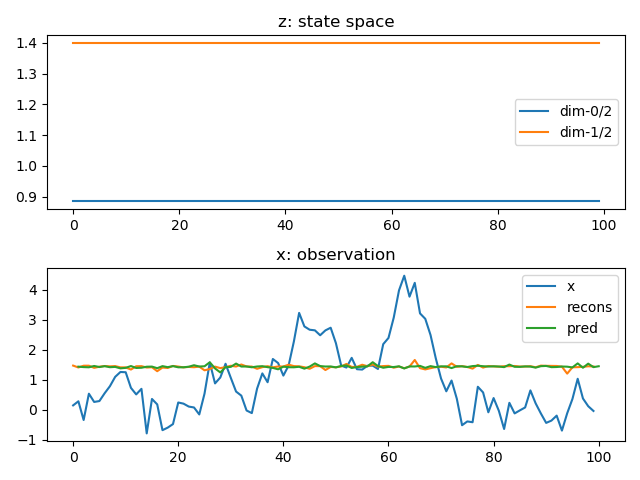 z: state space
1.4
1.3
1.2
1.1
1.0
0.9
dim-0/2
dim-1/2
0 20 40 60 80 100
x: observation
4
3
2
1
0
−1
x
recons
pred
0 20 40 60 80 100